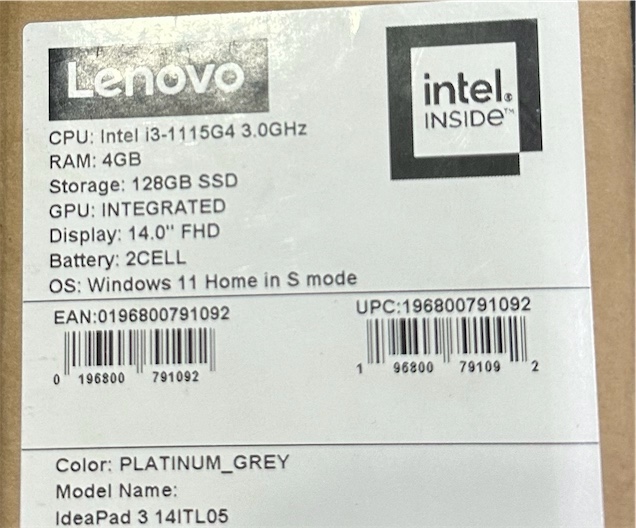 Lenovo
intel®
INSIDE™
CPU: Intel i3-1115G4 3.0GHz
RAM: 4GB
Storage: 128GB SSD
GPU: INTEGRATED
Display: 14.0" FHD
Battery: 2CELL
OS: Windows 11 Home in S mode
EAN:0196800791092
0 196800 791092
UPC:196800791092
1 96800 79109 2
Color: PLATINUM_GREY
Model Name:
IdeaPad 3 14ITL05